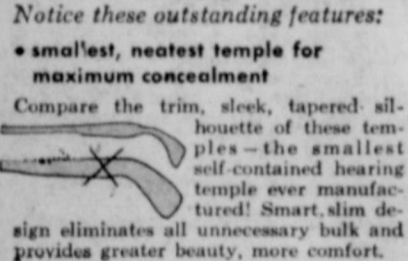 Notice these outstanding features:
• smallest, neatest temple for
maximum concealment
Compare the trim, sleek, tapered sil-
houette of these tem-
ples — the smallest
self-contained hearing
temple ever manufac-
tured! Smart, slim de-
sign eliminates all unnecessary bulk and
provides greater beauty, more comfort.